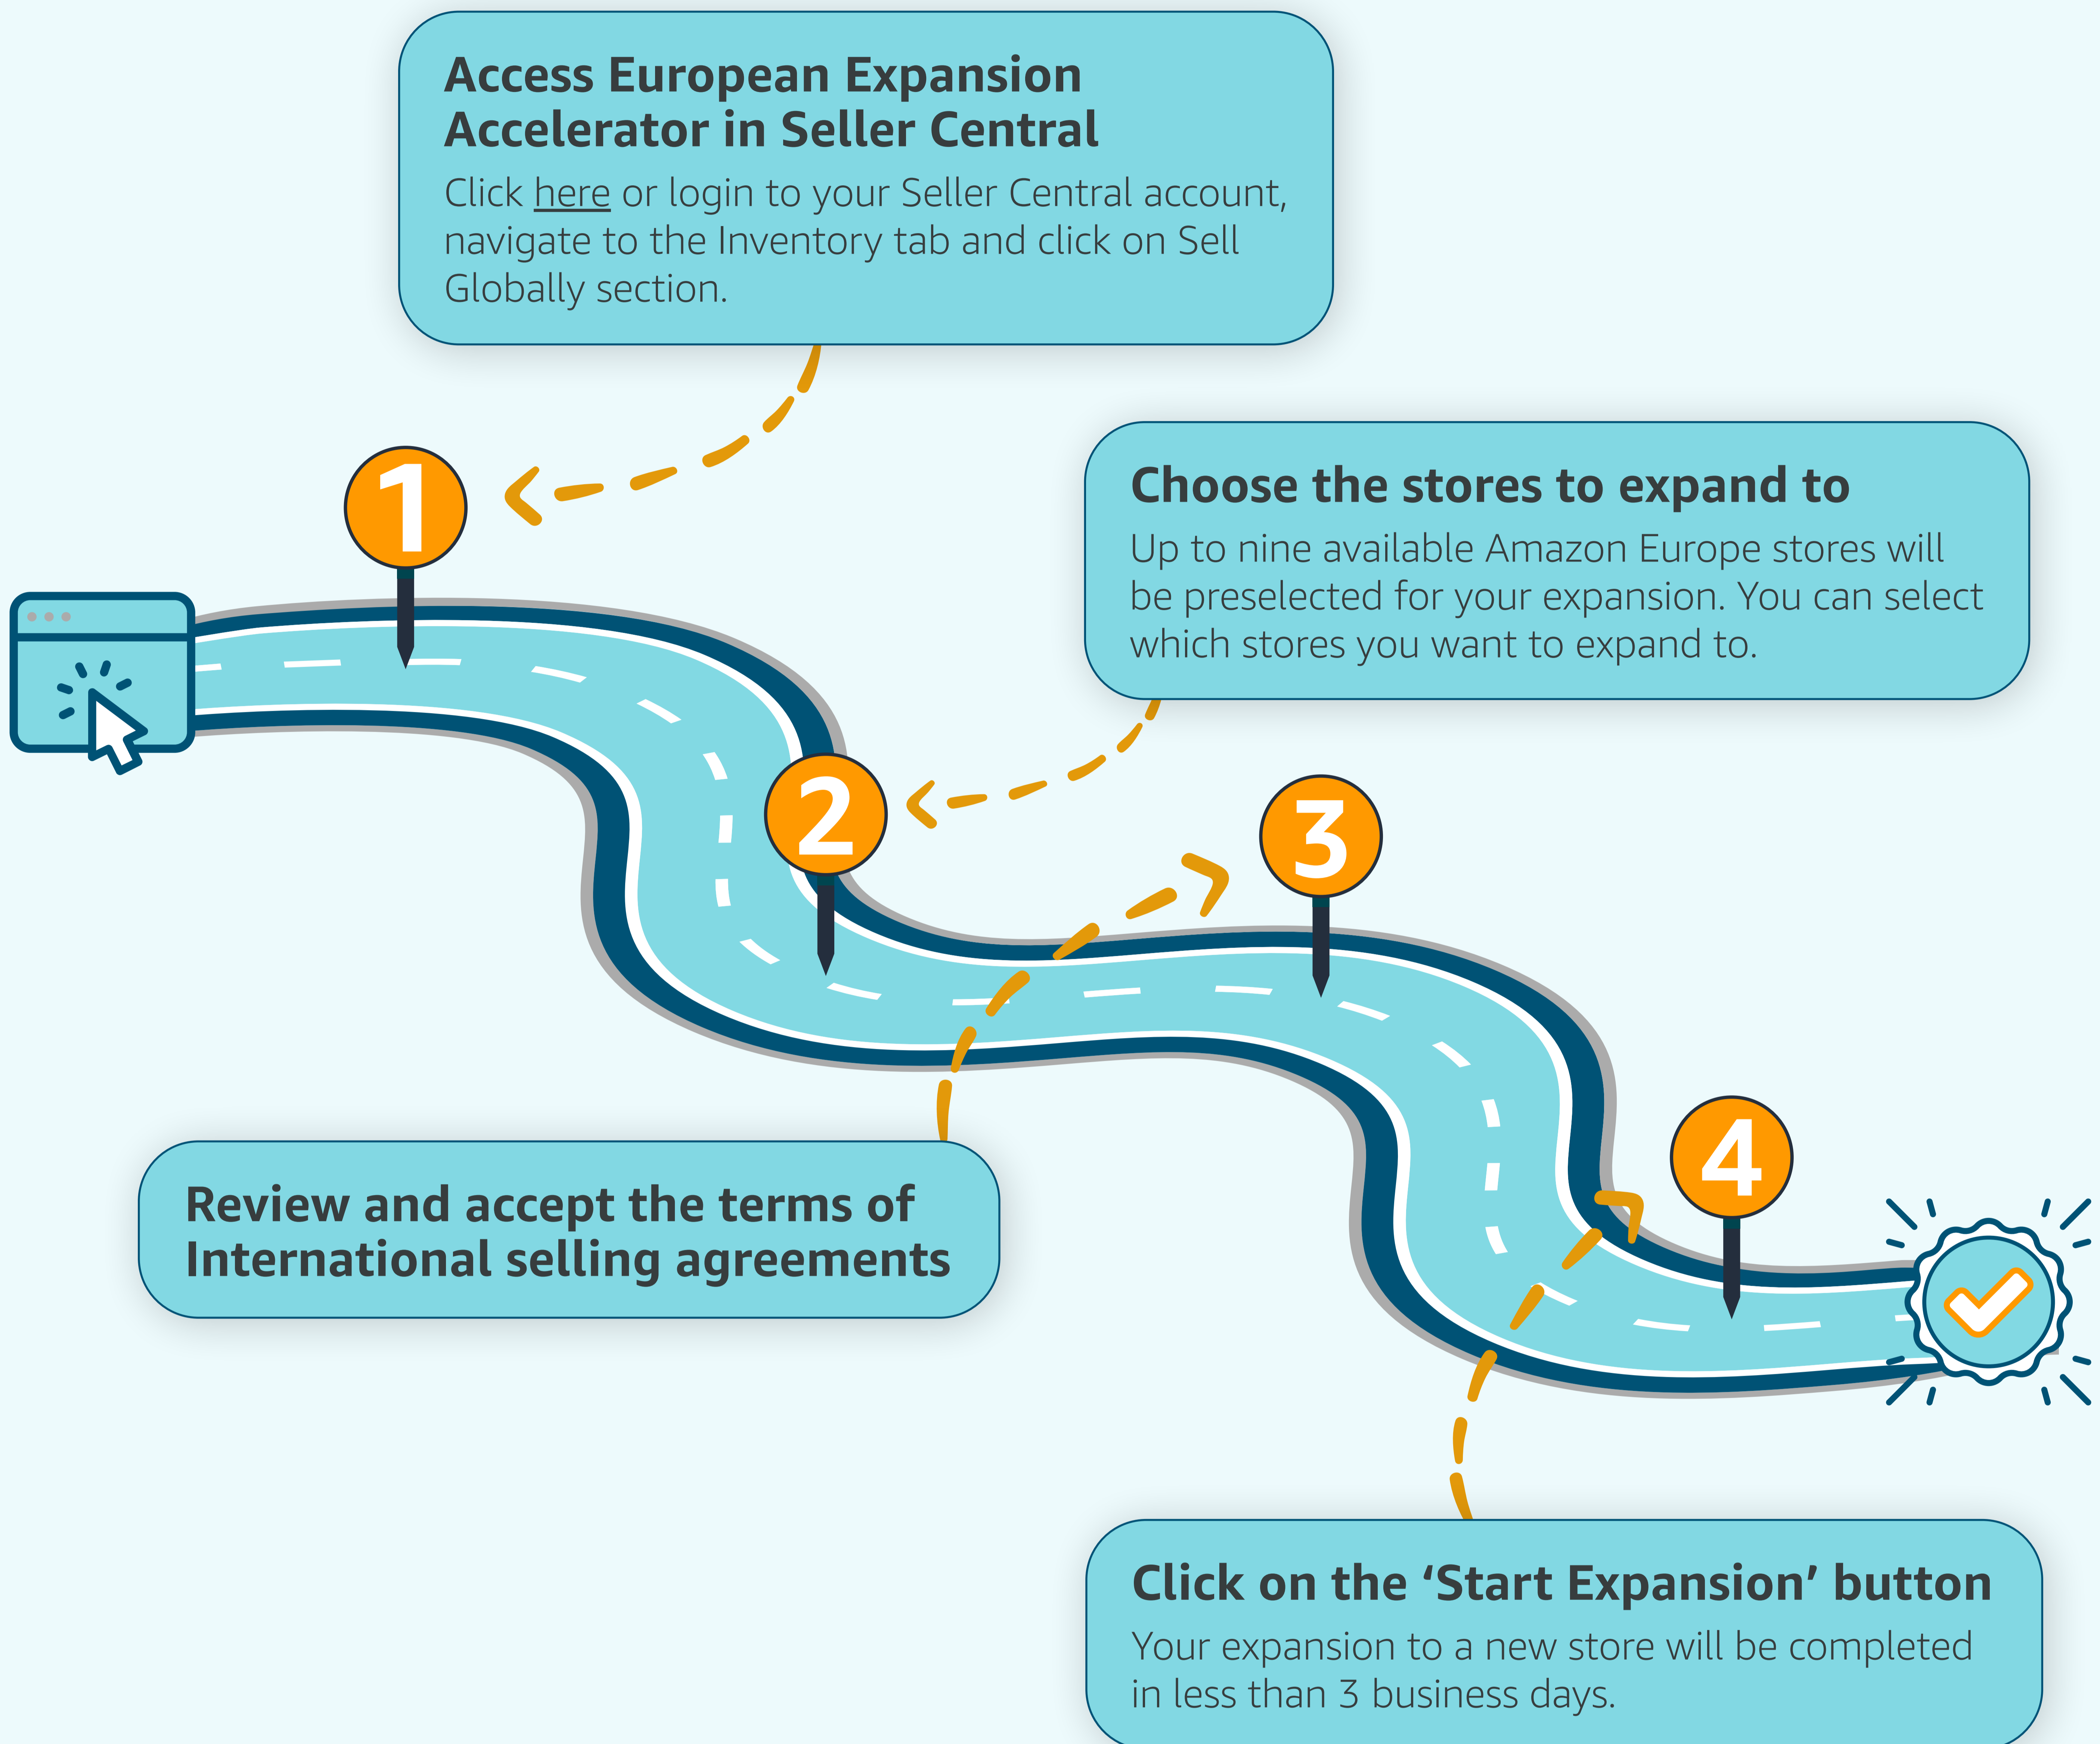 Access European Expansion
Accelerator in Seller Central
Click here or login to your Seller Central account,
navigate to the Inventory tab and click on Sell
Globally section.
1
Choose the stores to expand to
Up to nine available Amazon Europe stores will
be preselected for your expansion. You can select
which stores you want to expand to.
2
3
Review and accept the terms of
International selling agreements
4
Click on the ‘Start Expansion’ button
Your expansion to a new store will be completed
in less than 3 business days.